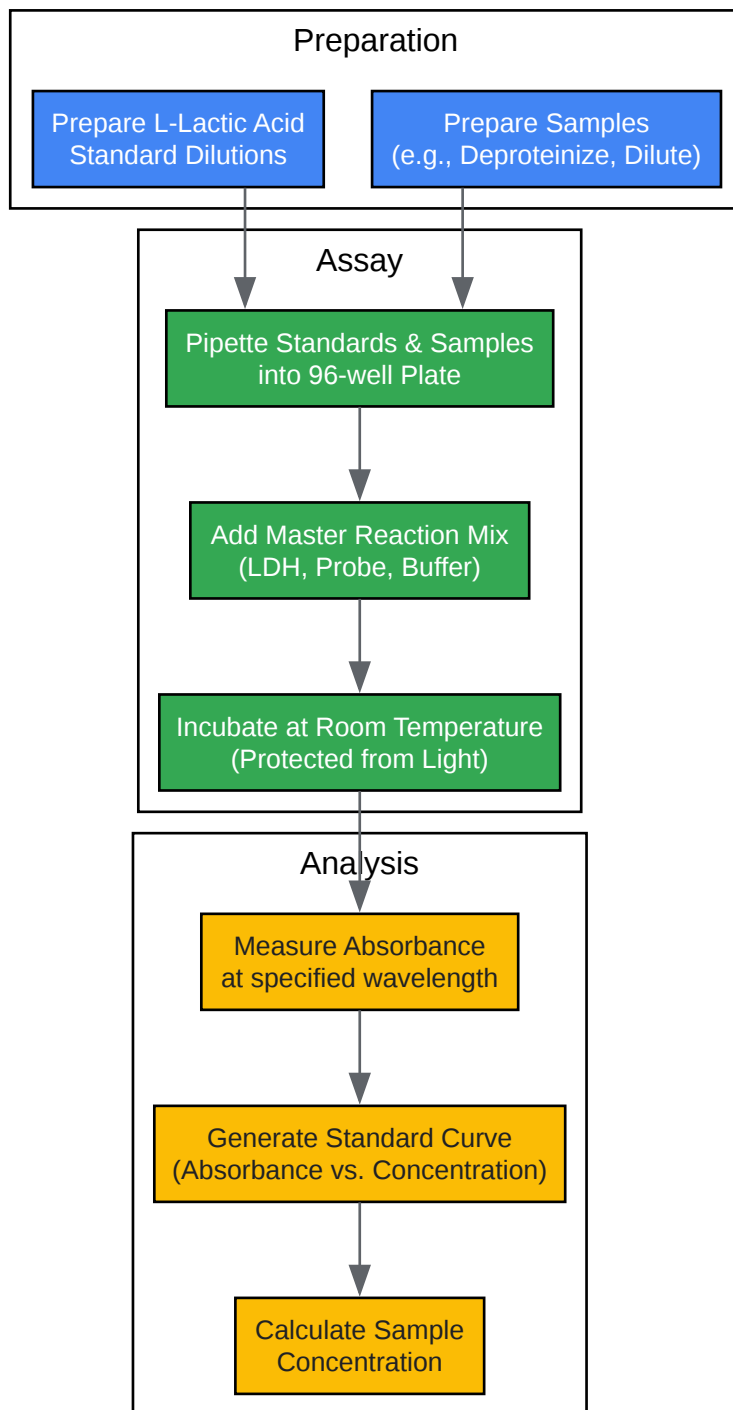 Preparation
Prepare L-Lactic Acid
Standard Dilutions
Prepare Samples
(e.g., Deproteinize, Dilute)
Assay
Pipette Standards & Samples
into 96-well Plate
Add Master Reaction Mix
(LDH, Probe, Buffer)
Incubate at Room Temperature
(Protected from Light)
Analysis
Measure Absorbance
at specified wavelength
Generate Standard Curve
(Absorbance vs. Concentration)
Calculate Sample
Concentration